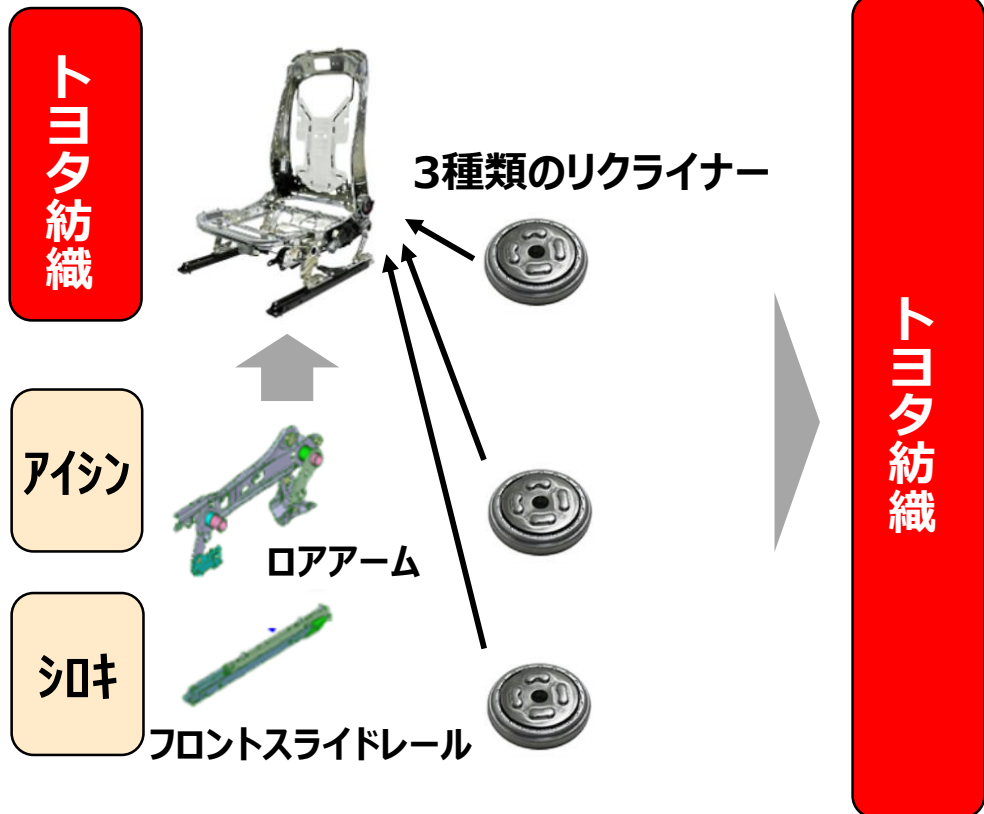 トヨタ紡織
3種類のリクライナー
アイシン
ロアアーム
シロキ
フロントスライドレール
トヨタ紡織